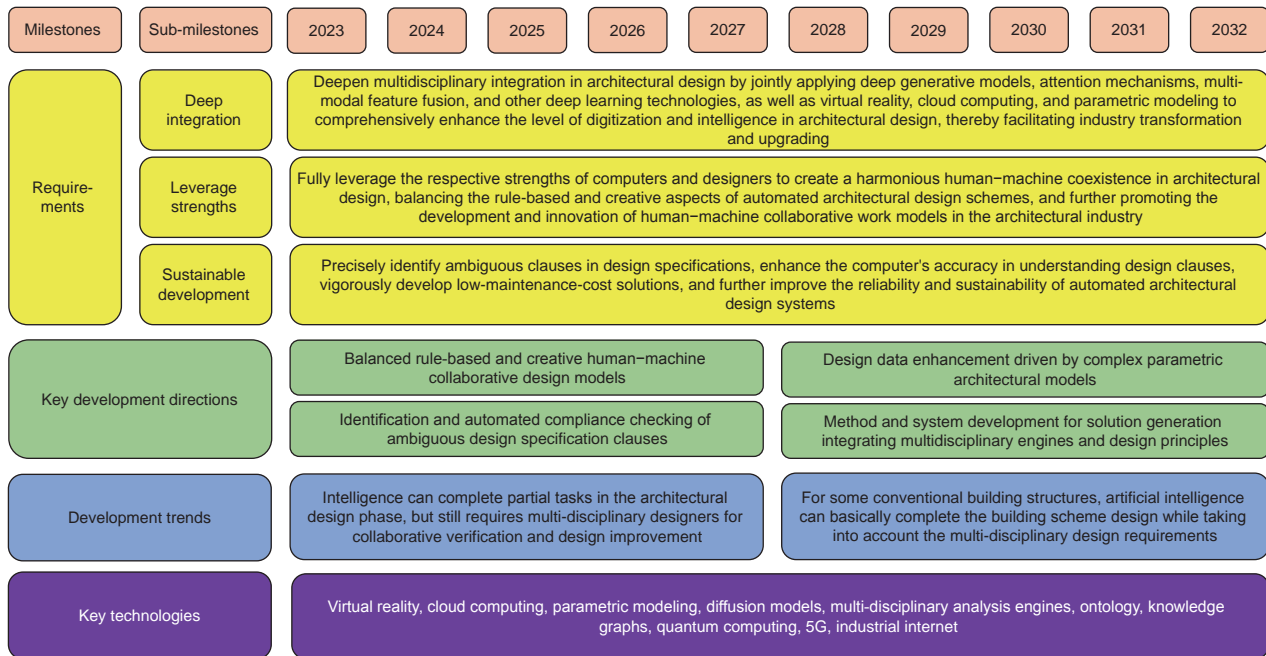 Milestones
Sub-milestones
2023
2024
2025
2026
2027
2028
2029
2030
2031
2032
Require-
ments
Deep
integration
Deepen multidisciplinary integration in architectural design by jointly applying deep generative models, attention mechanisms, multi-
modal feature fusion, and other deep learning technologies, as well as virtual reality, cloud computing, and parametric modeling to
comprehensively enhance the level of digitization and intelligence in architectural design, thereby facilitating industry transformation
and upgrading
Leverage
strengths
Fully leverage the respective strengths of computers and designers to create a harmonious human−machine coexistence in architectural
design, balancing the rule-based and creative aspects of automated architectural design schemes, and further promoting the
development and innovation of human−machine collaborative work models in the architectural industry
Sustainable
development
Precisely identify ambiguous clauses in design specifications, enhance the computer's accuracy in understanding design clauses,
vigorously develop low-maintenance-cost solutions, and further improve the reliability and sustainability of automated architectural
design systems
Key development directions
Balanced rule-based and creative human−machine
collaborative design models
Design data enhancement driven by complex parametric
architectural models
Identification and automated compliance checking of
ambiguous design specification clauses
Method and system development for solution generation
integrating multidisciplinary engines and design principles
Development trends
Intelligence can complete partial tasks in the architectural
design phase, but still requires multi-disciplinary designers for
collaborative verification and design improvement
For some conventional building structures, artificial intelligence
can basically complete the building scheme design while taking
into account the multi-disciplinary design requirements
Key technologies
Virtual reality, cloud computing, parametric modeling, diffusion models, multi-disciplinary analysis engines, ontology, knowledge
graphs, quantum computing, 5G, industrial internet